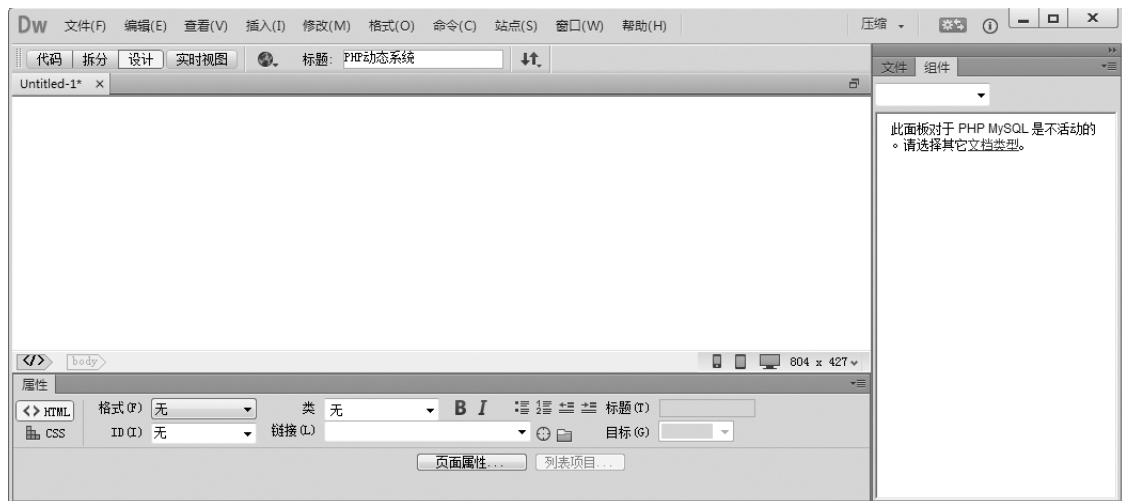 Dw 文件(F) 编辑(E) 查看(V) 插入(I) 修改(M) 格式(O) 命令(C) 站点(S) 窗口(W) 帮助(H) 压缩
代码 拆分 设计 实时视图 标题: PHP动态系统
Untitled-1* ×
文件 组件
此面板对于 PHP MySQL 是不活动的
。请选择其它文档类型。
body 804 x 427
属性
<> HTML 格式(F) 无 类 无 B I 标题(T)
CSS ID(I) 无 链接(L) 目标(G)
页面属性... 列表项目...